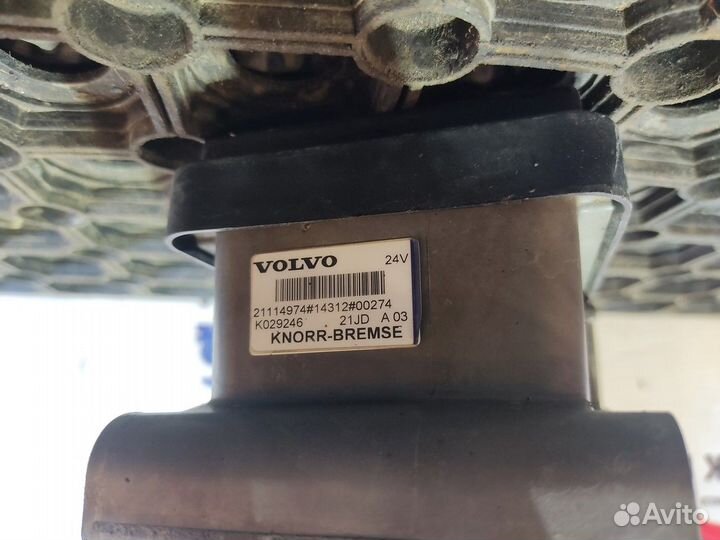 VOLVO 24V
21114974#14312#00274
K029246 21JD A 03
KNORR-BREMSE
Avito